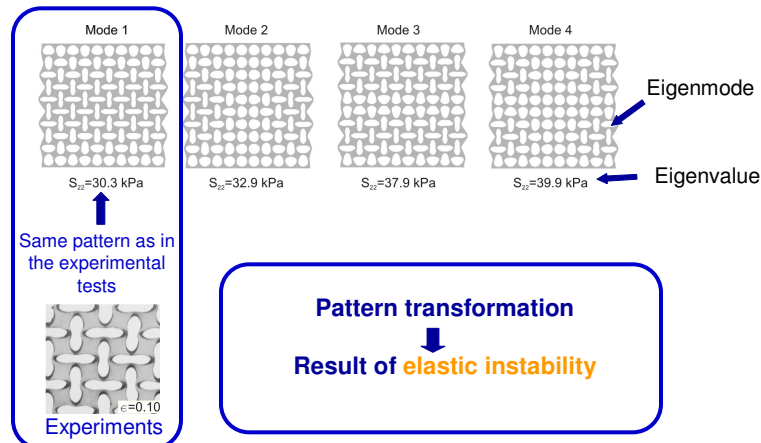 Mode 1
Mode 2
Mode 3
Mode 4
Eigenmode
S₂₂=30.3 kPa
S₂₂=32.9 kPa
S₂₂=37.9 kPa
S₂₂=39.9 kPa
Eigenvalue
Same pattern as in
the experimental
tests
ϵ=0.10
Experiments
Pattern transformation
Result of elastic instability